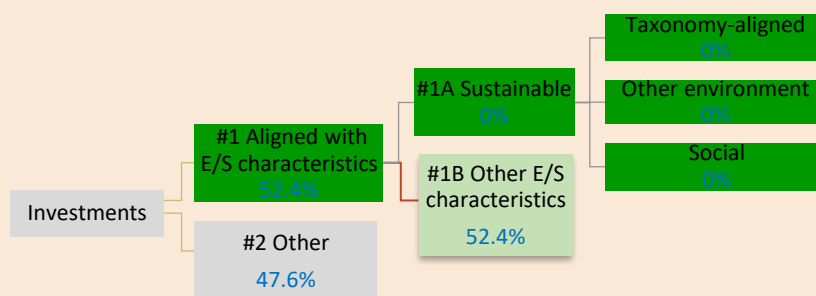 Investments
#1 Aligned with
E/S characteristics
52.4%
#2 Other
47.6%
#1A Sustainable
0%
#1B Other E/S
characteristics
52.4%
Taxonomy-aligned
0%
Other environment
0%
Social
0%